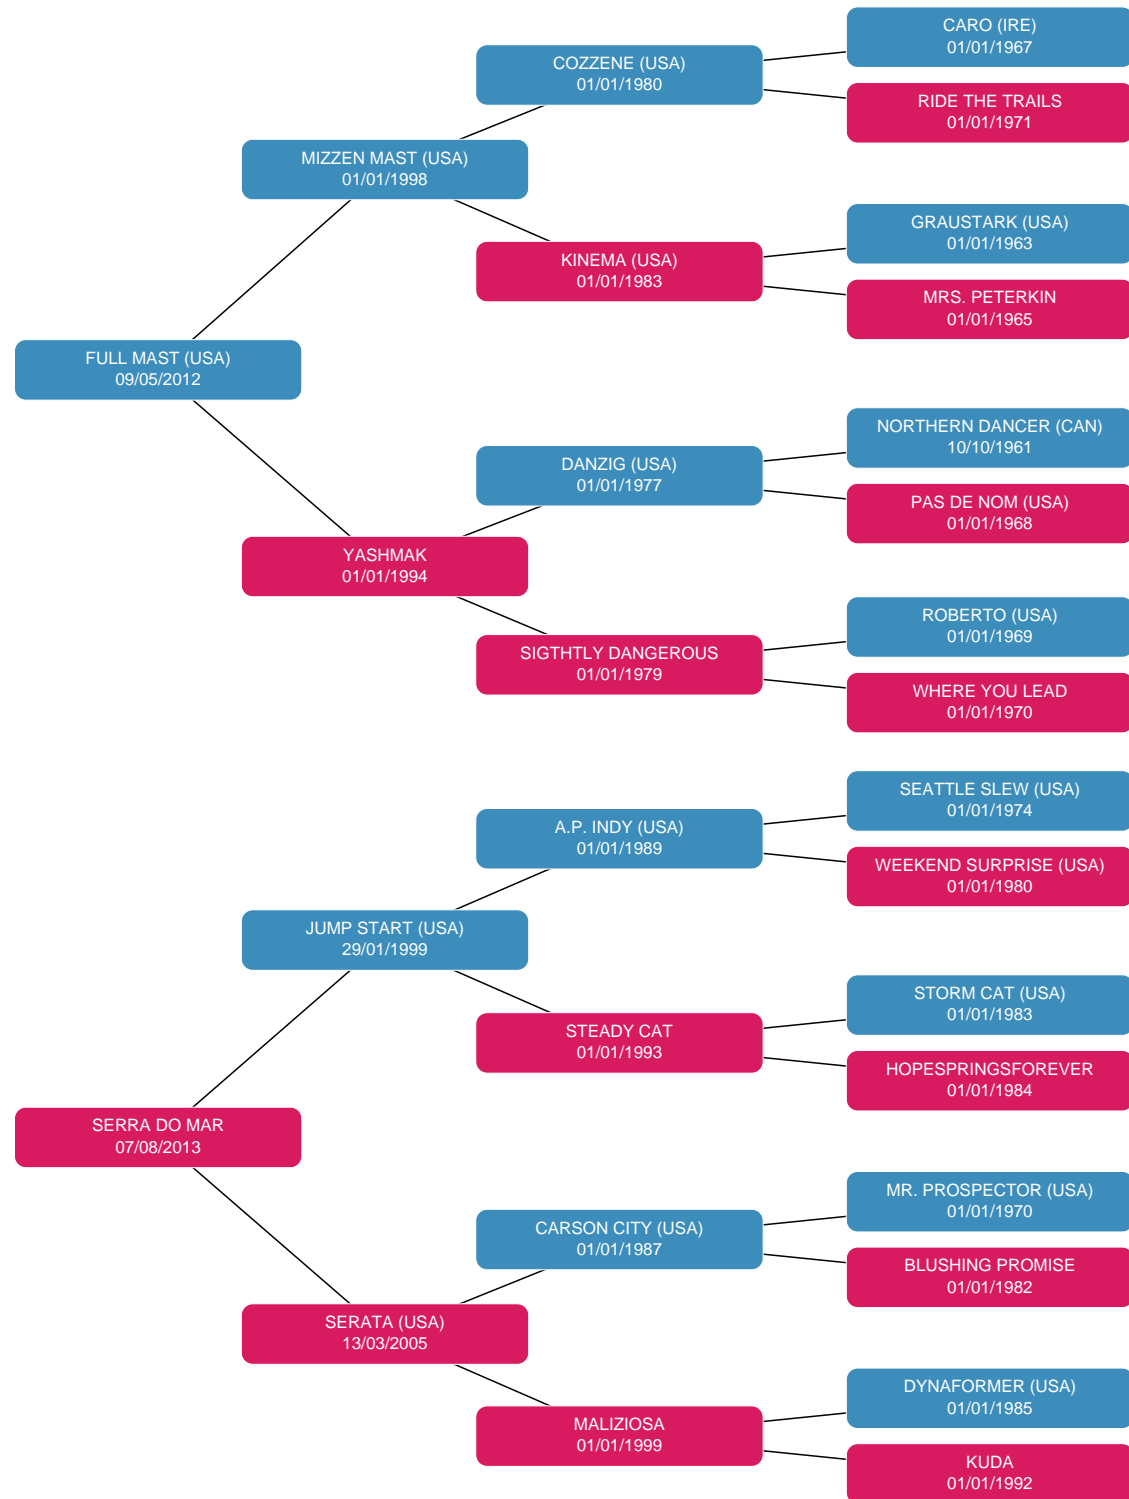 CARO (IRE)
01/01/1967
COZZENE (USA)
01/01/1980
RIDE THE TRAILS
01/01/1971
MIZZEN MAST (USA)
01/01/1998
GRAUSTARK (USA)
01/01/1963
KINEMA (USA)
01/01/1983
MRS. PETERKIN
01/01/1965
FULL MAST (USA)
09/05/2012
NORTHERN DANCER (CAN)
10/10/1961
DANZIG (USA)
01/01/1977
PAS DE NOM (USA)
01/01/1968
YASHMAK
01/01/1994
ROBERTO (USA)
01/01/1969
SIGTHTLY DANGEROUS
01/01/1979
WHERE YOU LEAD
01/01/1970
SEATTLE SLEW (USA)
01/01/1974
A.P. INDY (USA)
01/01/1989
WEEKEND SURPRISE (USA)
01/01/1980
JUMP START (USA)
29/01/1999
STORM CAT (USA)
01/01/1983
STEADY CAT
01/01/1993
HOPESPRINGSFOREVER
01/01/1984
SERRA DO MAR
07/08/2013
MR. PROSPECTOR (USA)
01/01/1970
CARSON CITY (USA)
01/01/1987
BLUSHING PROMISE
01/01/1982
SERATA (USA)
13/03/2005
DYNAFORMER (USA)
01/01/1985
MALIZIOSA
01/01/1999
KUDA
01/01/1992